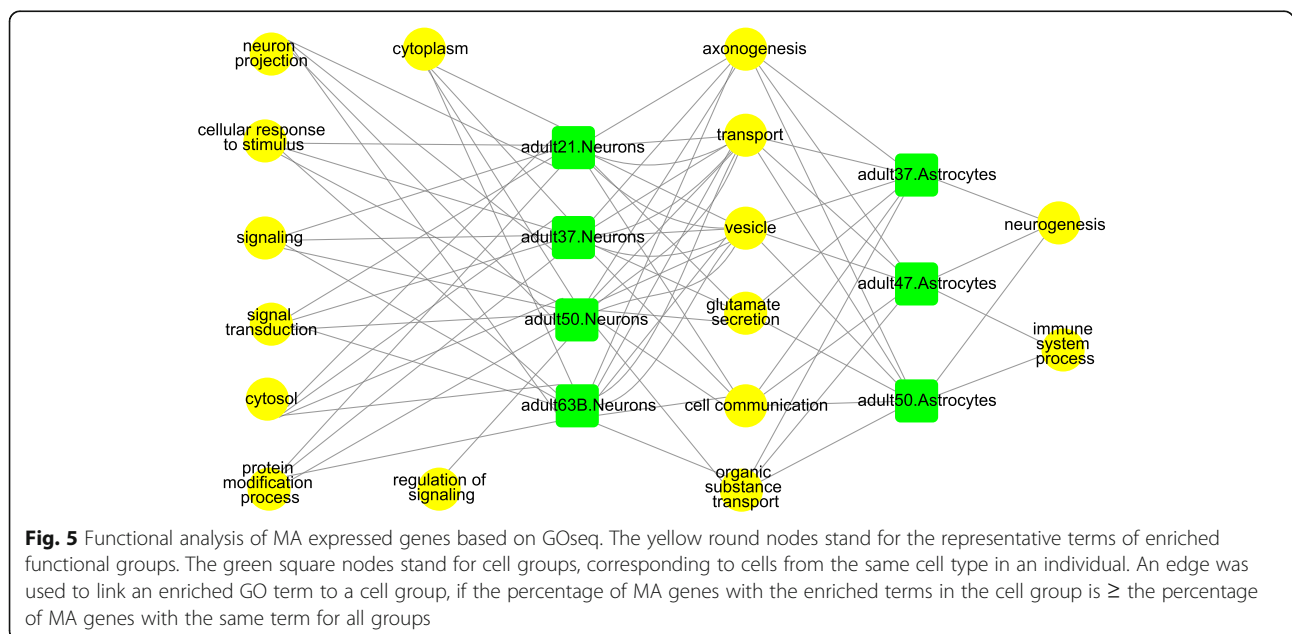 neuron
projection
cytoplasm
axonogenesis
cellular response
to stimulus
transport
adult21.Neurons
adult37.Astrocytes
signaling
adult37.Neurons
vesicle
neurogenesis
adult47.Astrocytes
signal
transduction
adult50.Neurons
glutamate
secretion
immune
system
process
cytosol
adult63B.Neurons
cell communication
adult50.Astrocytes
protein
modification
process
regulation of
signaling
organic
substance
transport
Fig. 5 Functional analysis of MA expressed genes based on GOseq. The yellow round nodes stand for the representative terms of enriched
functional groups. The green square nodes stand for cell groups, corresponding to cells from the same cell type in an individual. An edge was
used to link an enriched GO term to a cell group, if the percentage of MA genes with the enriched terms in the cell group is ≥ the percentage
of MA genes with the same term for all groups